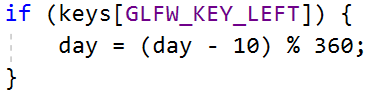 if (keys[GLFW_KEY_LEFT]) {
    day = (day - 10) % 360;
}